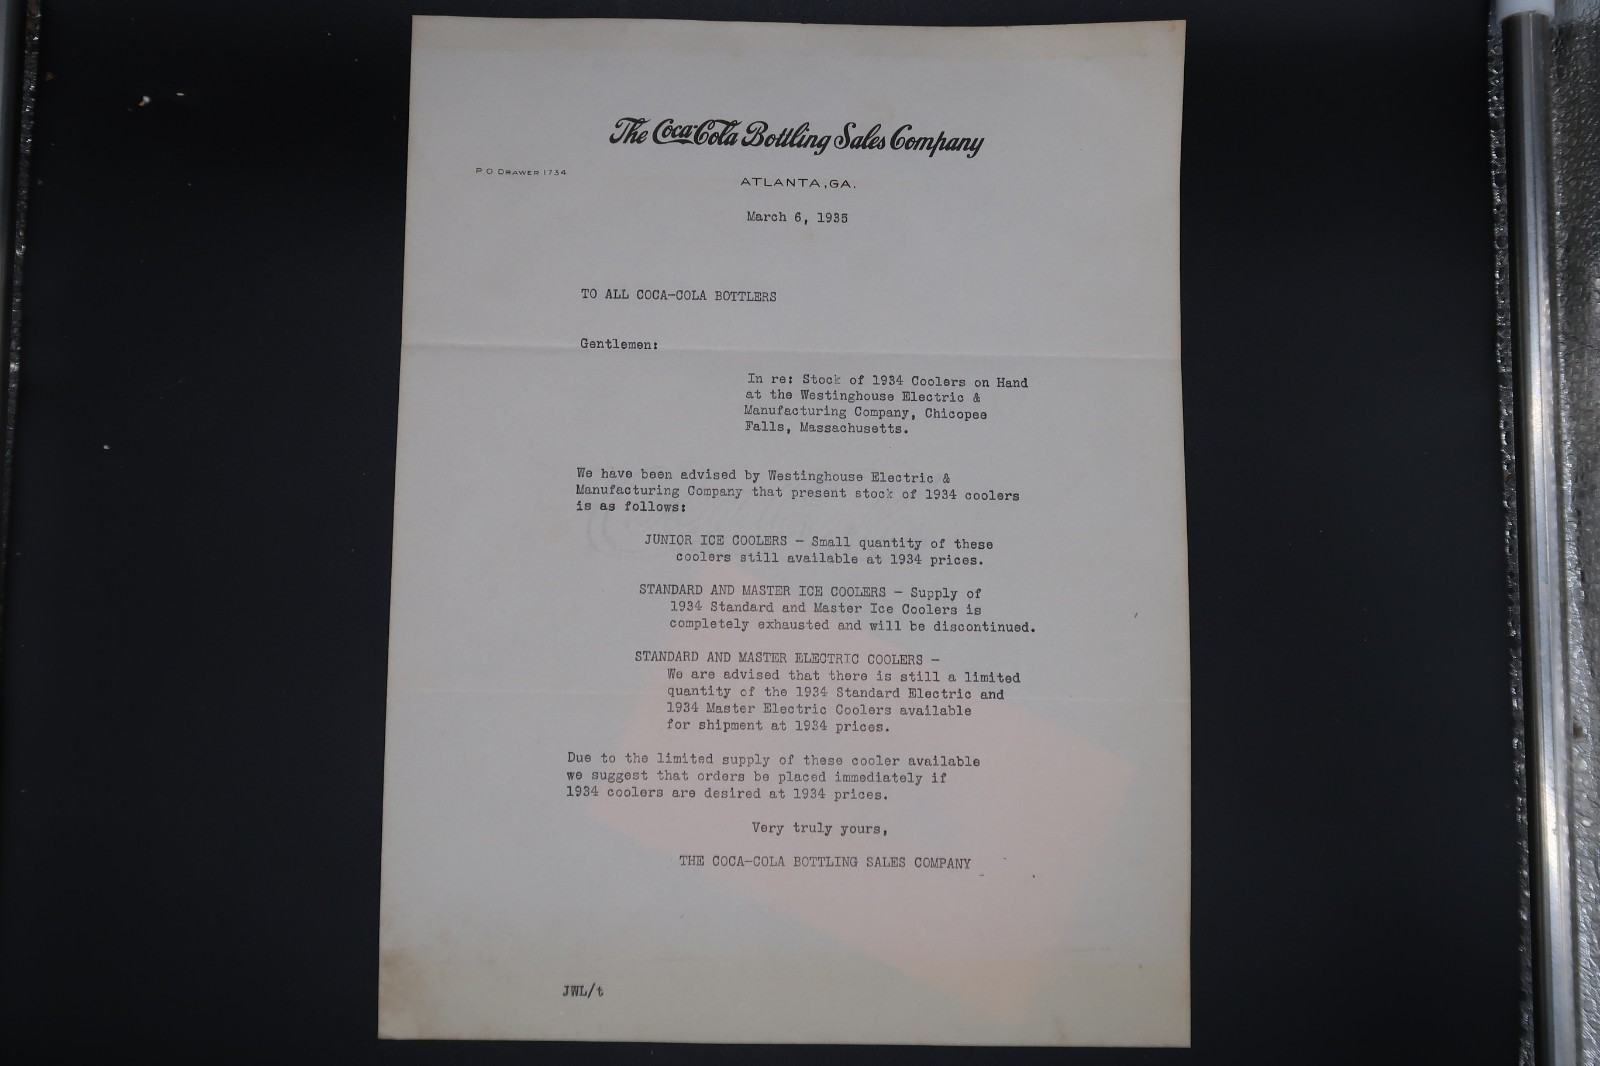 The Coca-Cola Bottling Sales Company
P O DRAWER 1734
ATLANTA, GA.
March 6, 1935
TO ALL COCA-COLA BOTTLERS
Gentlemen:
In re: Stock of 1934 Coolers on Hand
at the Westinghouse Electric &
Manufacturing Company, Chicopee
Falls, Massachusetts.
We have been advised by Westinghouse Electric &
Manufacturing Company that present stock of 1934 coolers
is as follows:
JUNIOR ICE COOLERS - Small quantity of these
coolers still available at 1934 prices.
STANDARD AND MASTER ICE COOLERS - Supply of
1934 Standard and Master Ice Coolers is
completely exhausted and will be discontinued.
STANDARD AND MASTER ELECTRIC COOLERS -
We are advised that there is still a limited
quantity of the 1934 Standard Electric and
1934 Master Electric Coolers available
for shipment at 1934 prices.
Due to the limited supply of these cooler available
we suggest that orders be placed immediately if
1934 coolers are desired at 1934 prices.
Very truly yours,
THE COCA-COLA BOTTLING SALES COMPANY
JWL/t